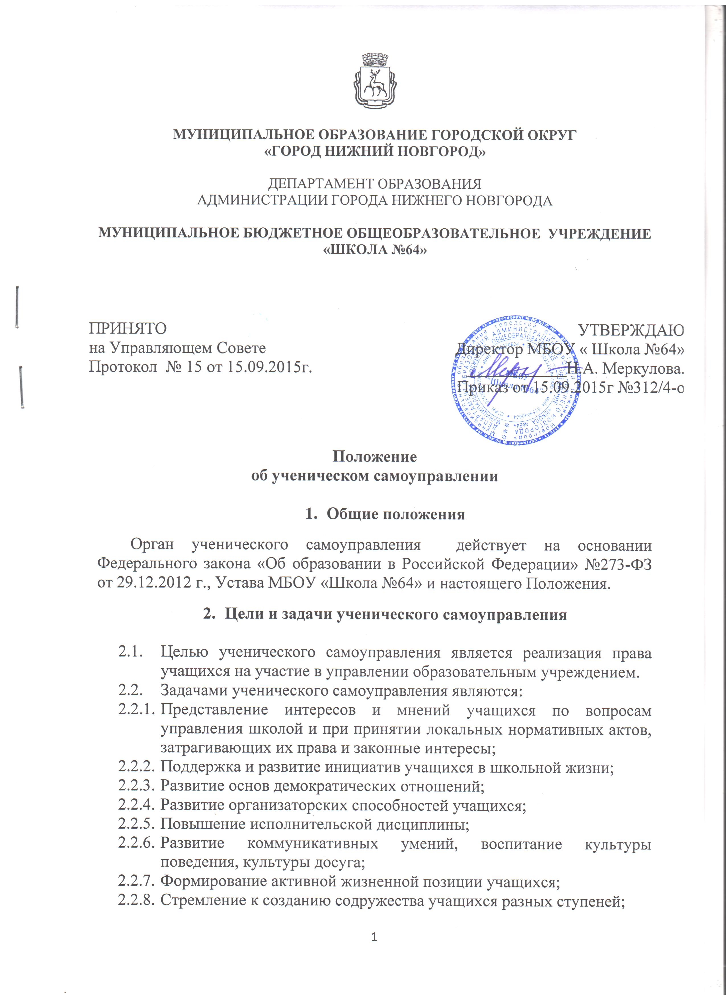 МУНИЦИПАЛЬНОЕ ОБРАЗОВАНИЕ ГОРОДСКОЙ ОКРУГ
«ГОРОД НИЖНИЙ НОВГОРОД»
ДЕПАРТАМЕНТ ОБРАЗОВАНИЯ
АДМИНИСТРАЦИИ ГОРОДА НИЖНЕГО НОВГОРОДА
МУНИЦИПАЛЬНОЕ БЮДЖЕТНОЕ ОБЩЕОБРАЗОВАТЕЛЬНОЕ УЧРЕЖДЕНИЕ
«ШКОЛА №64»
ПРИНЯТО
на Управляющем Совете
Протокол № 15 от 15.09.2015г.
УТВЕРЖДАЮ
Директор МБОУ « Школа №64»
Н.А. Меркулова.
Приказ от 15.09.2015г №312/4-о
МБОУ
"Школа №64"
Положение
об ученическом самоуправлении
1. Общие положения
Орган ученического самоуправления действует на основании
Федерального закона «Об образовании в Российской Федерации» №273-ФЗ
от 29.12.2012 г., Устава МБОУ «Школа №64» и настоящего Положения.
2. Цели и задачи ученического самоуправления
2.1. Целью ученического самоуправления является реализация права
учащихся на участие в управлении образовательным учреждением.
2.2. Задачами ученического самоуправления являются:
2.2.1. Представление интересов и мнений учащихся по вопросам
управления школой и при принятии локальных нормативных актов,
затрагивающих их права и законные интересы;
2.2.2. Поддержка и развитие инициатив учащихся в школьной жизни;
2.2.3. Развитие основ демократических отношений;
2.2.4. Развитие организаторских способностей учащихся;
2.2.5. Повышение исполнительской дисциплины;
2.2.6. Развитие коммуникативных умений, воспитание культуры
поведения, культуры досуга;
2.2.7. Формирование активной жизненной позиции учащихся;
2.2.8. Стремление к созданию содружества учащихся разных ступеней;
1